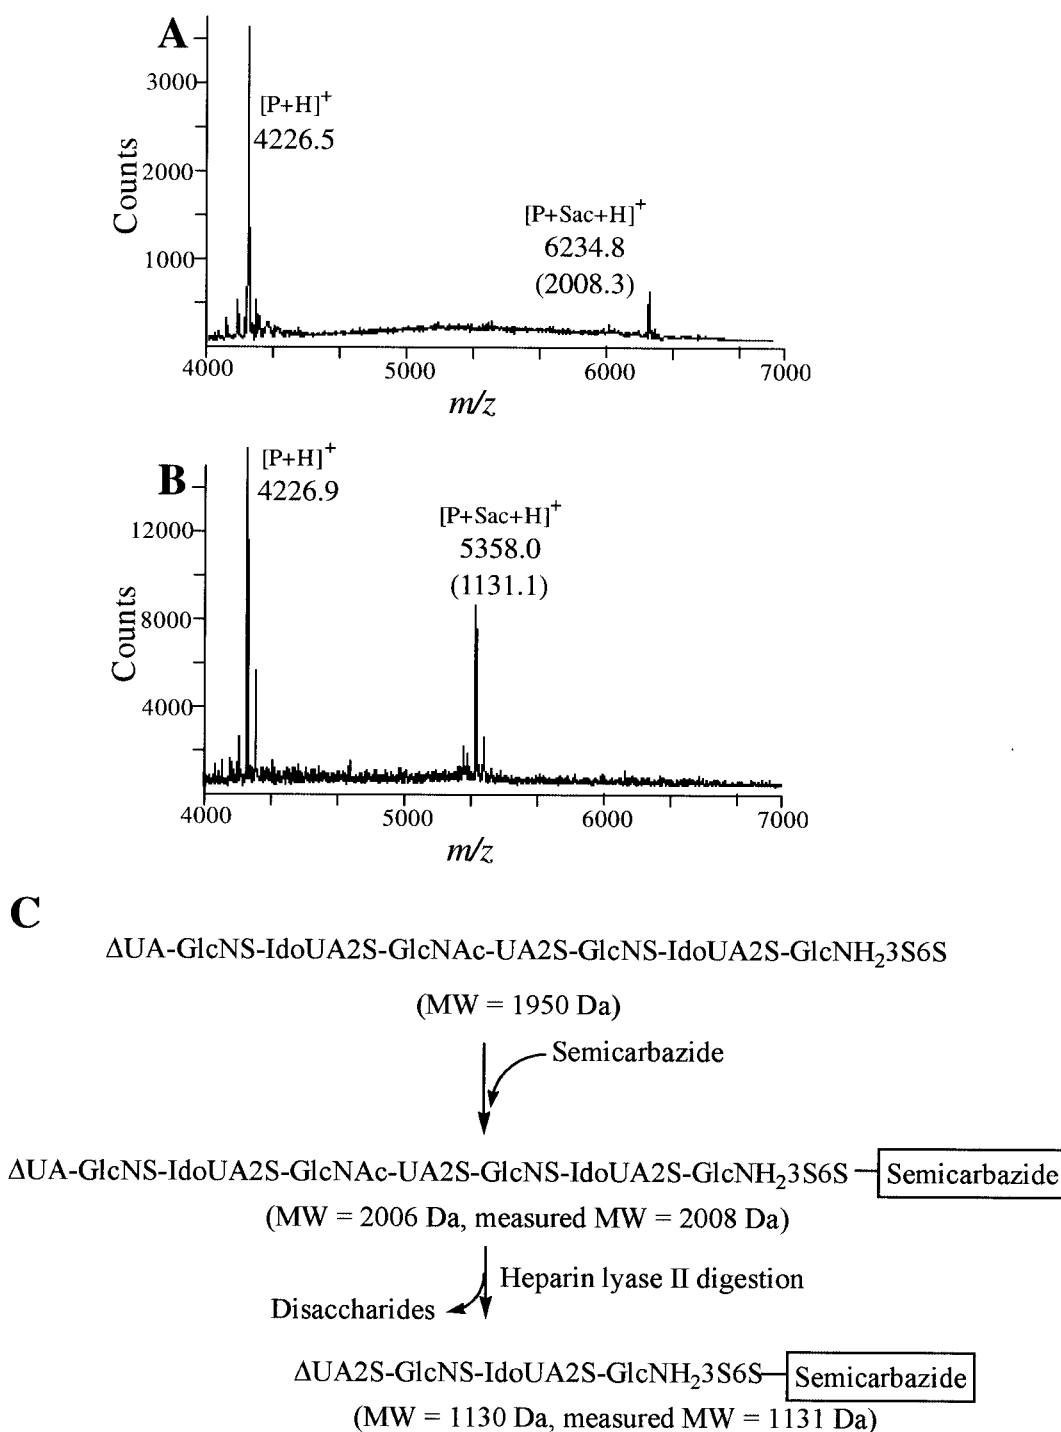 A
3000
2000
1000
Counts
[P+H]+
4226.5
[P+Sac+H]+
6234.8
(2008.3)
4000 5000 6000 7000
m/z
B
12000
8000
4000
Counts
[P+H]+
4226.9
[P+Sac+H]+
5358.0
(1131.1)
4000 5000 6000 7000
m/z
C
ΔUA-GlcNS-IdoUA2S-GlcNAc-UA2S-GlcNS-IdoUA2S-GlcNH23S6S
(MW = 1950 Da)
Semicarbazide
ΔUA-GlcNS-IdoUA2S-GlcNAc-UA2S-GlcNS-IdoUA2S-GlcNH23S6S Semicarbazide
(MW = 2006 Da, measured MW = 2008 Da)
Heparin lyase II digestion
Disaccharides
ΔUA2S-GlcNS-IdoUA2S-GlcNH23S6S Semicarbazide
(MW = 1130 Da, measured MW = 1131 Da)